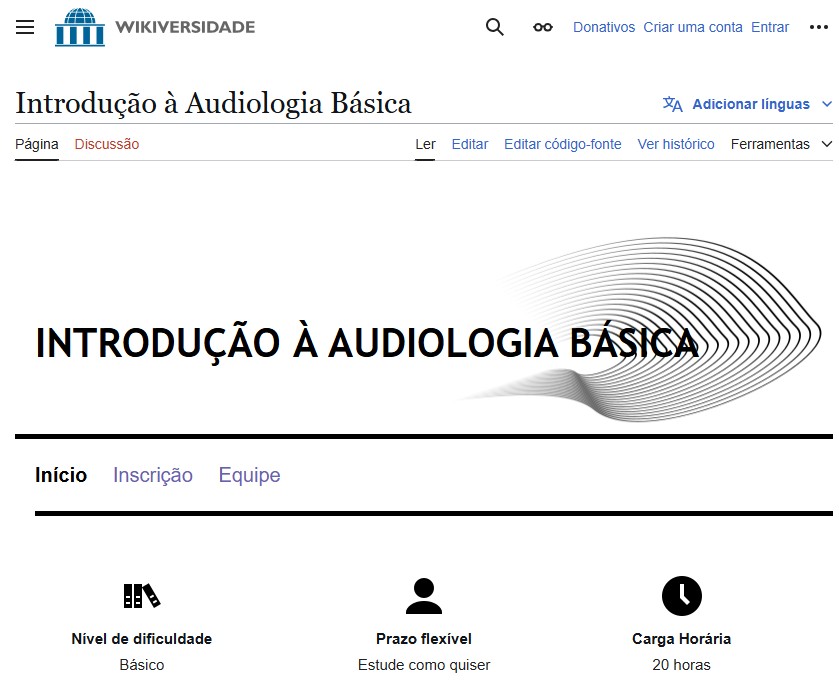 WIKIVERSIDADE
Donativos Criar uma conta Entrar
Introdução à Audiologia Básica
Adicionar línguas
Página Discussão Ler Editar Editar código-fonte Ver histórico Ferramentas
INTRODUÇÃO À AUDIOLOGIA BÁSICA
Início Inscrição Equipe
Nível de dificuldade Prazo flexível Carga Horária
Básico Estude como quiser 20 horas